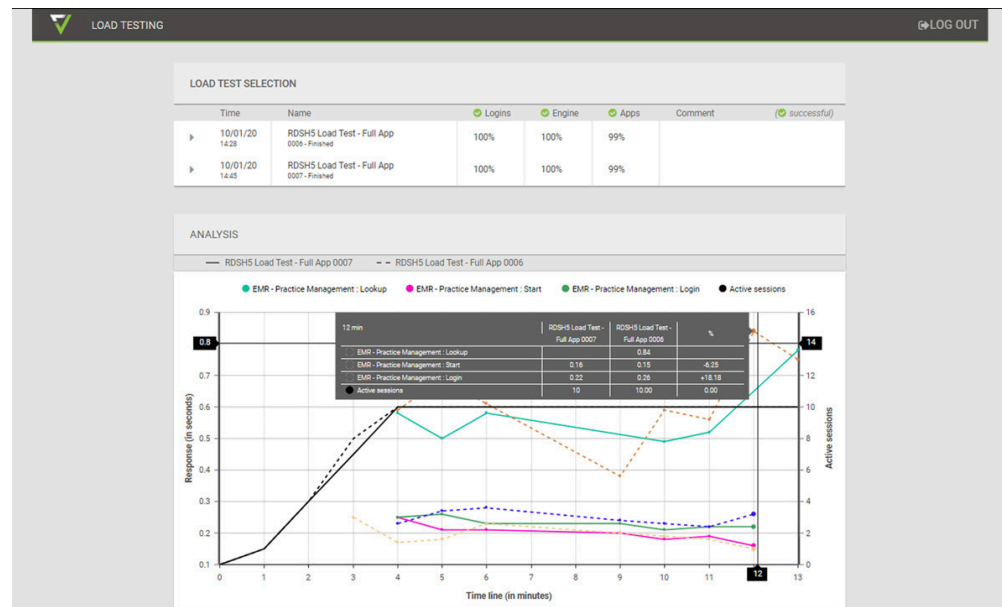 LOAD TESTING
LOG OUT
LOAD TEST SELECTION
Time Name Logins Engine Apps Comment ( successful)
10/01/20 RDSH5 Load Test - Full App 100% 100% 99%
14:28 0006 - Finished
10/01/20 RDSH5 Load Test - Full App 100% 100% 99%
14:45 0007 - Finished
ANALYSIS
RDSH5 Load Test - Full App 0007 RDSH5 Load Test - Full App 0006
EMR - Practice Management : Lookup EMR - Practice Management : Start EMR - Practice Management : Login Active sessions
12 min RDSH5 Load Test - Full App 0007 RDSH5 Load Test - Full App 0006 %
EMR - Practice Management : Lookup 0.84
EMR - Practice Management : Start 0.16 0.15 -6.25
EMR - Practice Management : Login 0.22 0.26 +18.18
Active sessions 10 10.00 0.00
0.9
0.8
0.7
0.6
0.5
0.4
0.3
0.2
0.1
Response (in seconds)
16
14
12
10
8
6
4
2
0
Active sessions
0 1 2 3 4 5 6 7 8 9 10 11 12 13
Time line (in minutes)